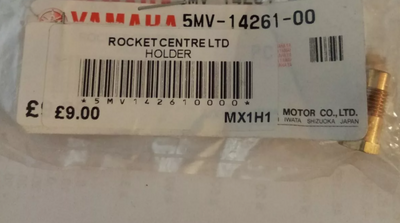 YAMAHA 5MV-14261-00
ROCKET CENTRE LTD
HOLDER
*5MV142610000*
£ £9.00
MX1H1
MOTOR CO., LTD.
IWATA SHIZUOKA JAPAN